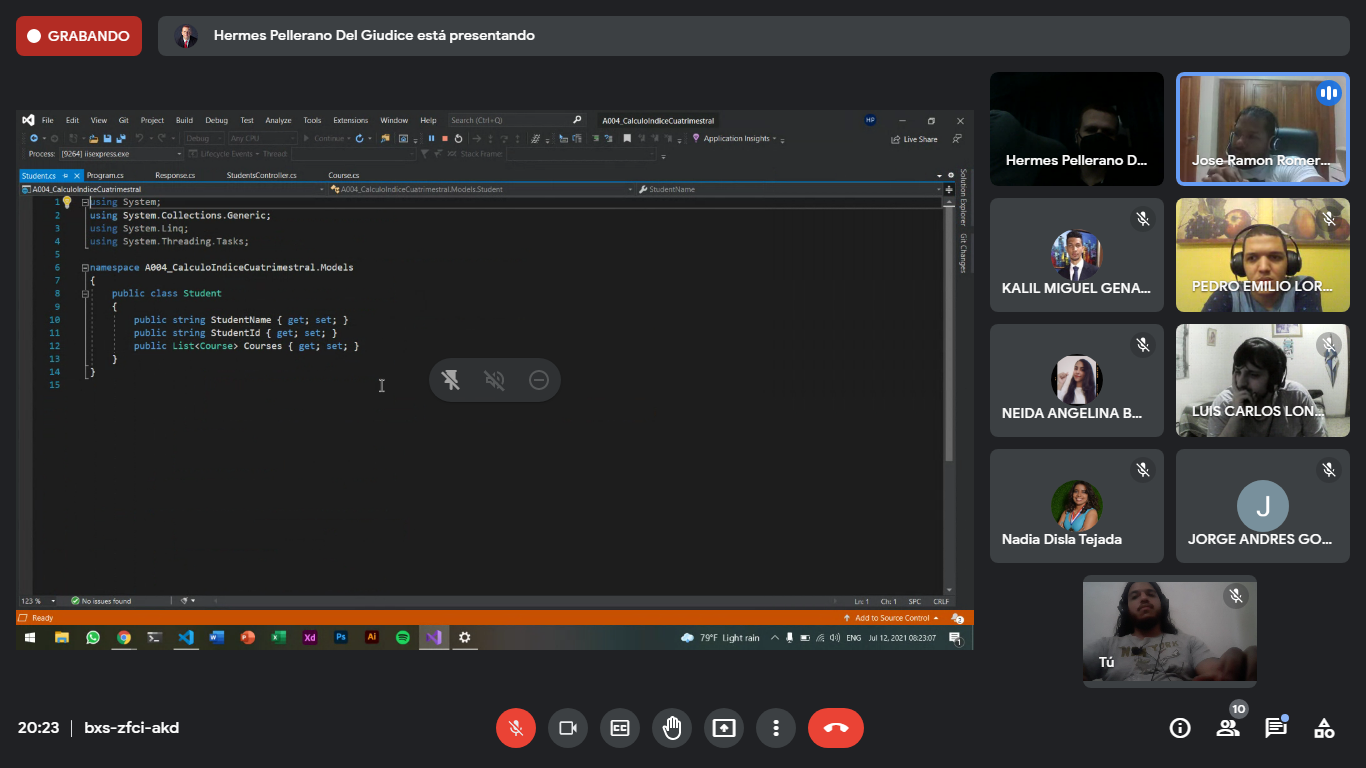 GRABANDO
Hermes Pellerano Del Giudice está presentando
File Edit View Git Project Build Debug Test Analyze Tools Extensions Window Help Search (Ctrl+Q) A004_CalculoIndiceCuatrimestral HP
Debug Any CPU Continue Application Insights Live Share
Process: [9264] iisexpress.exe Lifecycle Events Thread: Stack Frame:
Student.cs Program.cs Response.cs StudentsController.cs Course.cs
A004_CalculoIndiceCuatrimestral A004_CalculoIndiceCuatrimestral.Models.Student StudentName
1 using System;
2 using System.Collections.Generic;
3 using System.Linq;
4 using System.Threading.Tasks;
5
6 namespace A004_CalculoIndiceCuatrimestral.Models
7 {
8 public class Student
9 {
10 public string StudentName { get; set; }
11 public string StudentId { get; set; }
12 public List<Course> Courses { get; set; }
13 }
14 }
15
Solution Explorer
Git Changes
123 % No issues found Ln: 1 Ch: 1 SPC CRLF
Ready Add to Source Control 2
Xd Ps Ai 79°F Light rain ENG Jul 12, 2021 08:23:07 1
Hermes Pellerano D...
Jose Ramon Romer...
KALIL MIGUEL GENA...
PEDRO EMILIO LOR...
NEIDA ANGELINA B...
LUIS CARLOS LON...
Nadia Disla Tejada
J
JORGE ANDRES GO...
NEW YORK
Tú
20:23 bxs-zfci-akd
CC
10